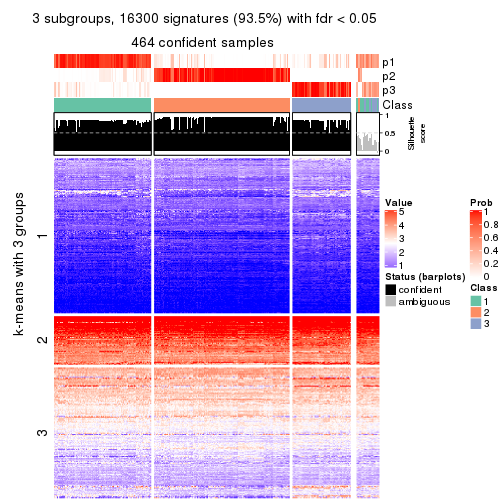 3 subgroups, 16300 signatures (93.5%) with fdr < 0.05
464 confident samples
p1
p2
p3
Class
1
0.5
0
Silhouette
score
k-means with 3 groups
1
2
3
Value
5
4
3
2
1
Status (barplots)
confident
ambiguous
Prob
1
0.8
0.6
0.4
0.2
0
Class
1
2
3